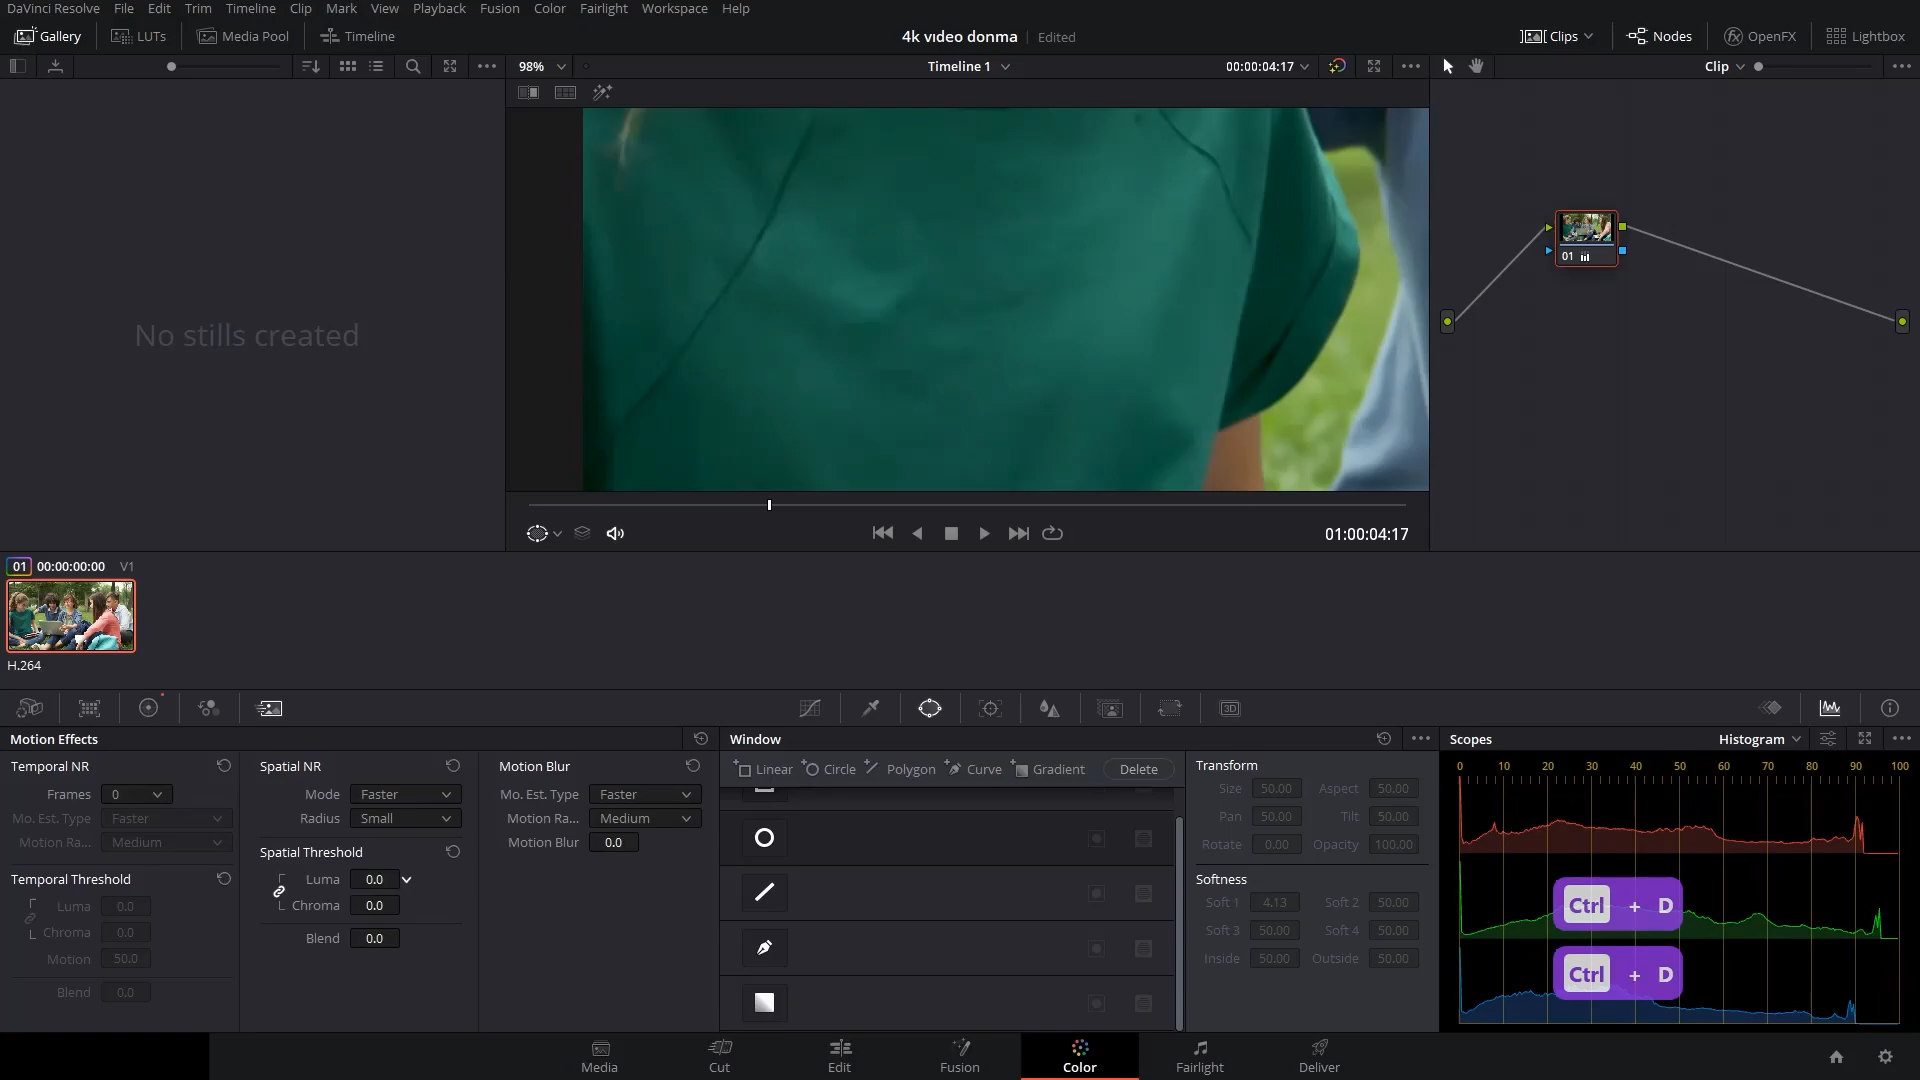 DaVinci Resolve File Edit Trim Timeline Clip Mark View Playback Fusion Color Fairlight Workspace Help
Gallery LUTs Media Pool Timeline 4k vıdeo donma Edited Clips Nodes OpenFX Lightbox
98% Timeline 1 00:00:04:17 Clip
No stills created
01
01:00:04:17
01 00:00:00:00 V1
H.264
3D
Motion Effects Window Scopes Histogram
Temporal NR Spatial NR Motion Blur
Frames 0 Mode Faster Mo. Est. Type Faster
Mo. Est. Type Faster Radius Small Motion Ra... Medium
Motion Ra... Medium Motion Blur 0.0
Spatial Threshold
Temporal Threshold Luma 0.0
Luma 0.0 Chroma 0.0
Chroma 0.0 Blend 0.0
Motion 50.0
Blend 0.0
Linear Circle Polygon Curve Gradient Delete
Transform
Size 50.00 Aspect 50.00
Pan 50.00 Tilt 50.00
Rotate 0.00 Opacity 100.00
Softness
Soft 1 4.13 Soft 2 50.00
Soft 3 50.00 Soft 4 50.00
Inside 50.00 Outside 50.00
0 10 20 30 40 50 60 70 80 90 100
Ctrl + D
Ctrl + D
Media Cut Edit Fusion Color Fairlight Deliver